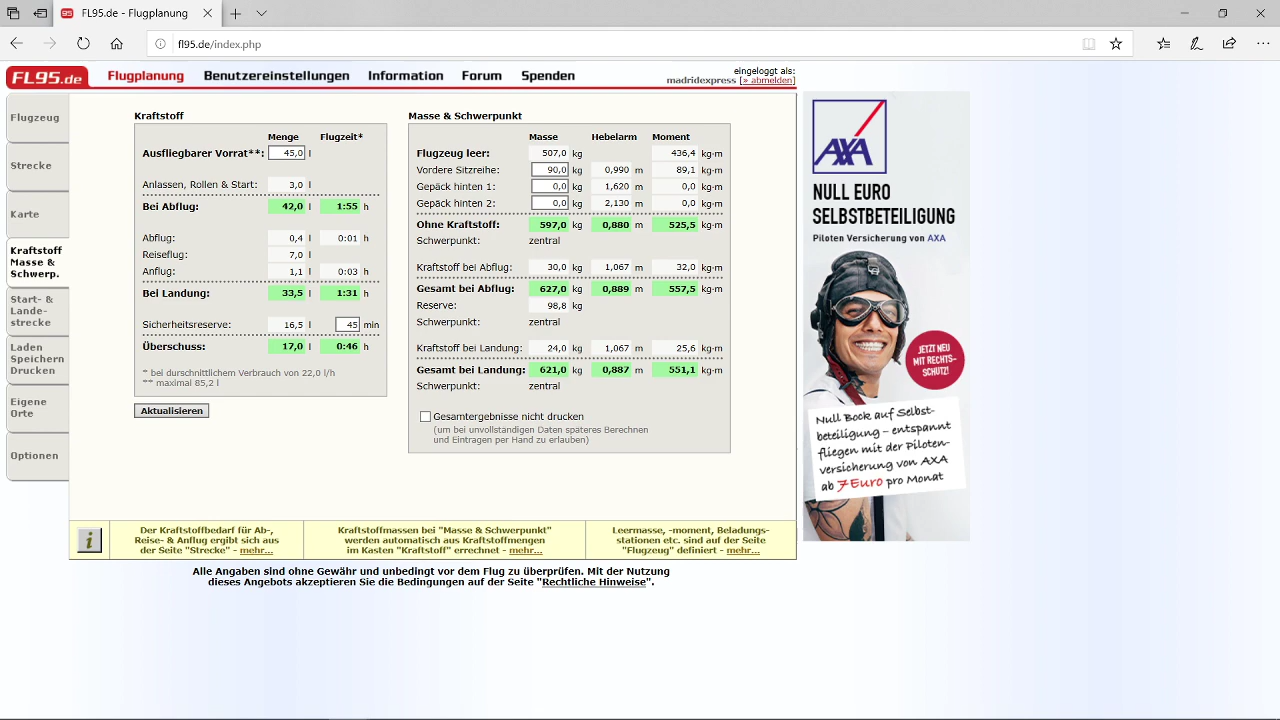 FL95.de - Flugplanung für
fl95.de/index.php
FL95.de
Flugplanung Benutzereinstellungen Information Forum Spenden
eingeloggt als:
madridexpress [» abmelden]
Flugzeug
Strecke
Karte
Kraftstoff
Masse &
Schwerp.
Start- &
Lande-
strecke
Laden
Speichern
Drucken
Eigene
Orte
Optionen
Kraftstoff
Menge Flugzeit*
Ausfliegbarer Vorrat**: 45,0 l
Anlassen, Rollen & Start: 3,0 l
Bei Abflug: 42,0 l 1:55 h
Abflug: 0,4 l 0:01 h
Reiseflug: 7,0 l
Anflug: 1,1 l 0:03 h
Bei Landung: 33,5 l 1:31 h
Sicherheitsreserve: 16,5 l 45 min
Überschuss: 17,0 l 0:46 h
* bei durschnittlichem Verbrauch von 22,0 l/h
** maximal 85,2 l
Aktualisieren
Masse & Schwerpunkt
Masse Hebelarm Moment
Flugzeug leer: 507,0 kg 436,4 kg·m
Vordere Sitzreihe: 90,0 kg 0,990 m 89,1 kg·m
Gepäck hinten 1: 0,0 kg 1,620 m 0,0 kg·m
Gepäck hinten 2: 0,0 kg 2,130 m 0,0 kg·m
Ohne Kraftstoff: 597,0 kg 0,880 m 525,5 kg·m
Schwerpunkt: zentral
Kraftstoff bei Abflug: 30,0 kg 1,067 m 32,0 kg·m
Gesamt bei Abflug: 627,0 kg 0,889 m 557,5 kg·m
Reserve: 98,8 kg
Schwerpunkt: zentral
Kraftstoff bei Landung: 24,0 kg 1,067 m 25,6 kg·m
Gesamt bei Landung: 621,0 kg 0,887 m 551,1 kg·m
Schwerpunkt: zentral
Gesamtergebnisse nicht drucken
(um bei unvollständigen Daten späteres Berechnen
und Eintragen per Hand zu erlauben)
i
Der Kraftstoffbedarf für Ab-,
Reise- & Anflug ergibt sich aus
der Seite "Strecke" - mehr...
Kraftstoffmassen bei "Masse & Schwerpunkt"
werden automatisch aus Kraftstoffmengen
im Kasten "Kraftstoff" errechnet - mehr...
Leermasse, -moment, Beladungs-
stationen etc. sind auf der Seite
"Flugzeug" definiert - mehr...
Alle Angaben sind ohne Gewähr und unbedingt vor dem Flug zu überprüfen. Mit der Nutzung
dieses Angebots akzeptieren Sie die Bedingungen auf der Seite "Rechtliche Hinweise".
AXA
NULL EURO
SELBSTBETEILIGUNG
Piloten Versicherung von AXA
JETZT NEU
MIT RECHTS-
SCHUTZ!
Null Bock auf Selbst-
beteiligung – entspannt
fliegen mit der Piloten-
versicherung von AXA
ab 7 Euro pro Monat